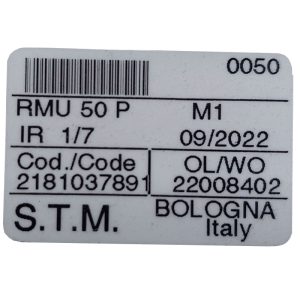 0050
RMU 50 P M1
IR 1/7 09/2022
Cod./Code OL/WO
2181037891 22008402
S.T.M. BOLOGNA
Italy